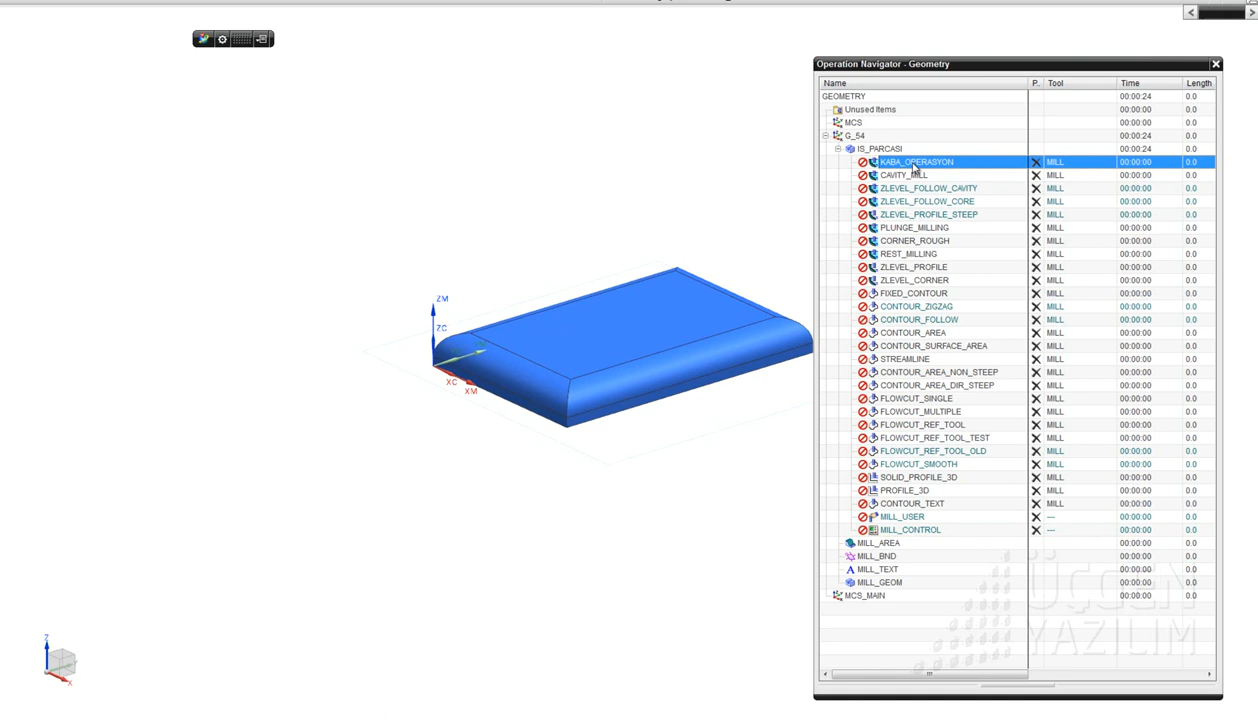 Operation Navigator - Geometry
Name P.. Tool Time Length
GEOMETRY 00:00:24 0.0
Unused Items 00:00:00 0.0
MCS 00:00:00 0.0
G_54 00:00:24 0.0
IS_PARCASI 00:00:24 0.0
KABA_OPERASYON MILL 00:00:00 0.0
CAVITY_MILL MILL 00:00:00 0.0
ZLEVEL_FOLLOW_CAVITY MILL 00:00:00 0.0
ZLEVEL_FOLLOW_CORE MILL 00:00:00 0.0
ZLEVEL_PROFILE_STEEP MILL 00:00:00 0.0
PLUNGE_MILLING MILL 00:00:00 0.0
CORNER_ROUGH MILL 00:00:00 0.0
REST_MILLING MILL 00:00:00 0.0
ZLEVEL_PROFILE MILL 00:00:00 0.0
ZLEVEL_CORNER MILL 00:00:00 0.0
FIXED_CONTOUR MILL 00:00:00 0.0
CONTOUR_ZIGZAG MILL 00:00:00 0.0
CONTOUR_FOLLOW MILL 00:00:00 0.0
CONTOUR_AREA MILL 00:00:00 0.0
CONTOUR_SURFACE_AREA MILL 00:00:00 0.0
STREAMLINE MILL 00:00:00 0.0
CONTOUR_AREA_NON_STEEP MILL 00:00:00 0.0
CONTOUR_AREA_DIR_STEEP MILL 00:00:00 0.0
FLOWCUT_SINGLE MILL 00:00:00 0.0
FLOWCUT_MULTIPLE MILL 00:00:00 0.0
FLOWCUT_REF_TOOL MILL 00:00:00 0.0
FLOWCUT_REF_TOOL_TEST MILL 00:00:00 0.0
FLOWCUT_REF_TOOL_OLD MILL 00:00:00 0.0
FLOWCUT_SMOOTH MILL 00:00:00 0.0
SOLID_PROFILE_3D MILL 00:00:00 0.0
PROFILE_3D MILL 00:00:00 0.0
CONTOUR_TEXT MILL 00:00:00 0.0
MILL_USER --- 00:00:00 0.0
MILL_CONTROL --- 00:00:00 0.0
MILL_AREA 00:00:00 0.0
MILL_BND 00:00:00 0.0
A MILL_TEXT 00:00:00 0.0
MILL_GEOM 00:00:00 0.0
MCS_MAIN 00:00:00 0.0
ZM
ZC
XC
XM
Z
X
ÜÇGEN
YAZILIM